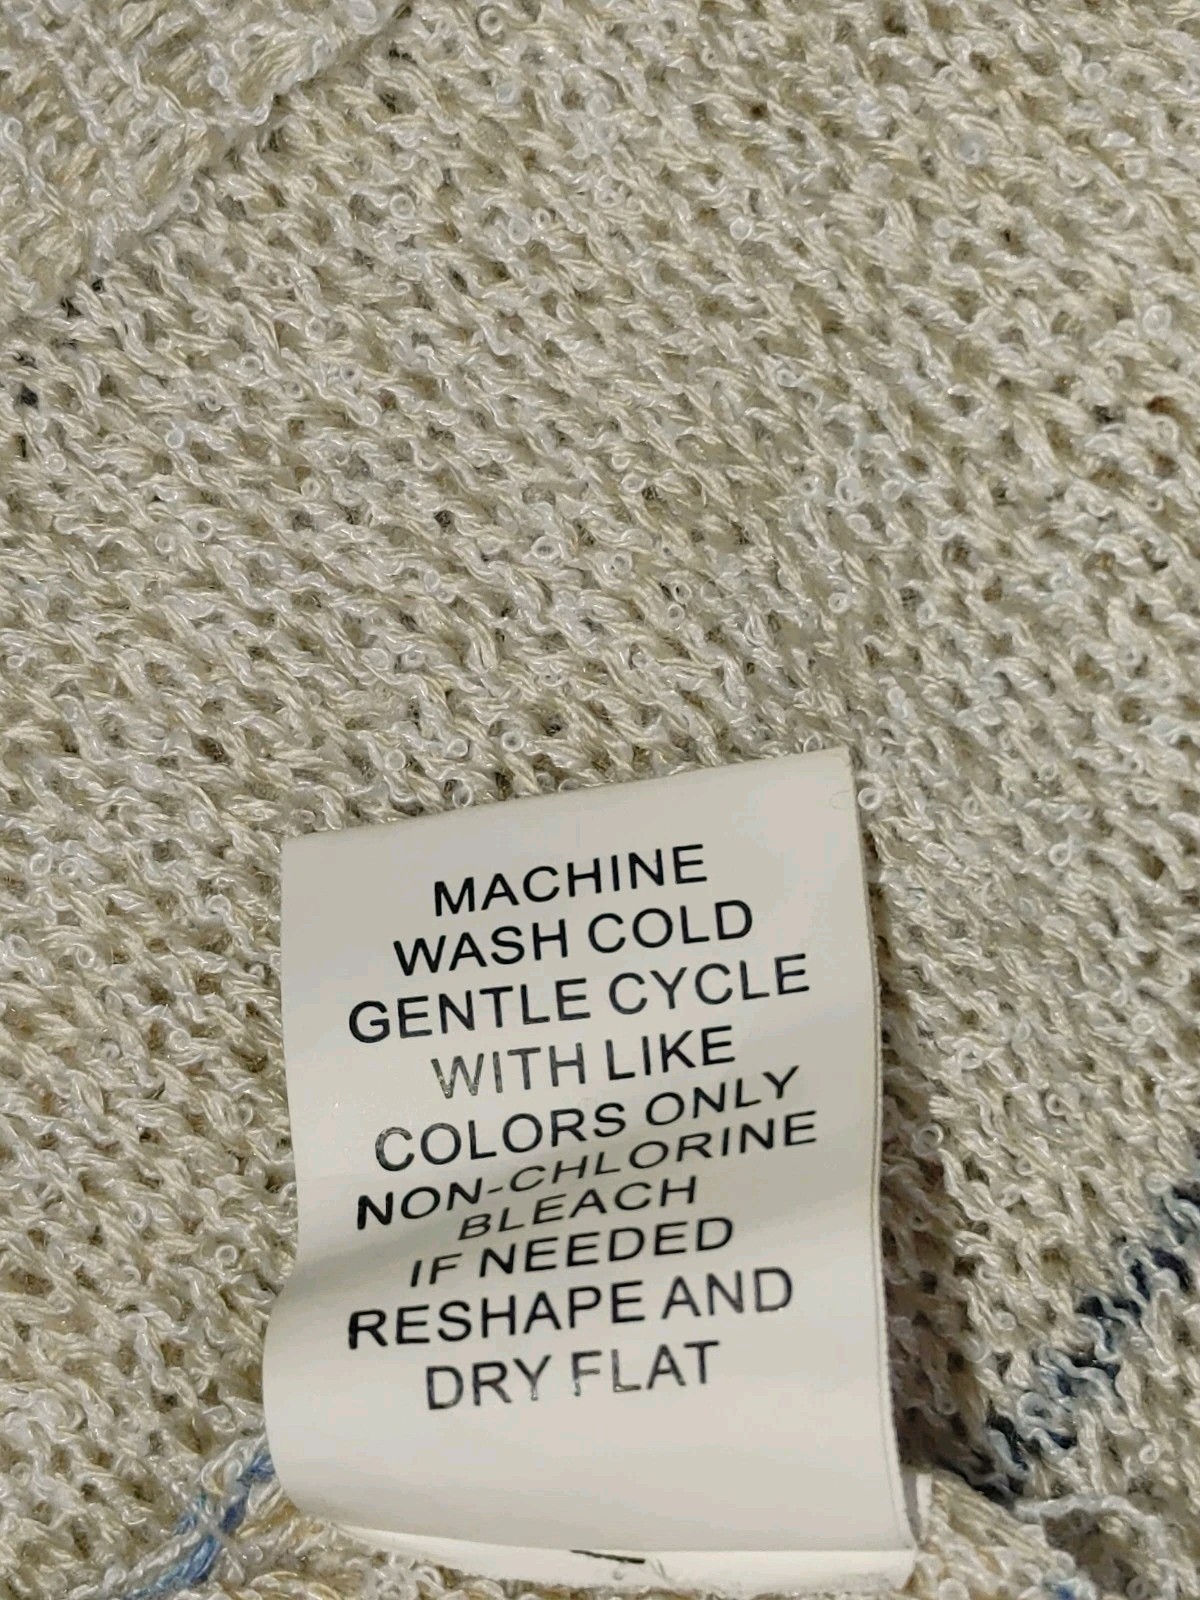 MACHINE
WASH COLD
GENTLE CYCLE
WITH LIKE
COLORS ONLY
NON-CHLORINE
BLEACH
IF NEEDED
RESHAPE AND
DRY FLAT